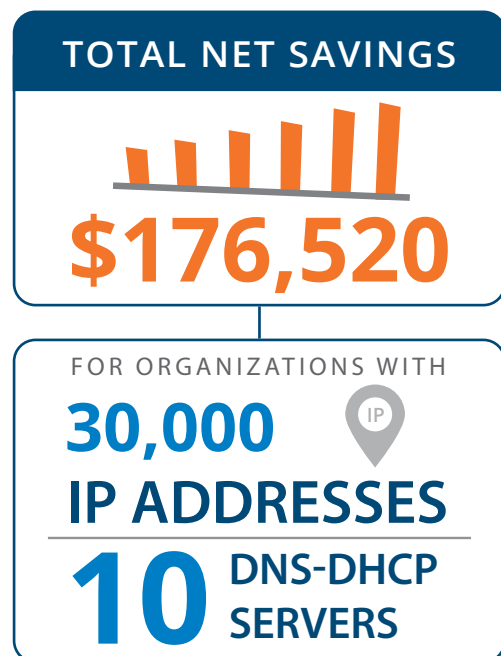 TOTAL NET SAVINGS
$176,520
FOR ORGANIZATIONS WITH
30,000
IP
IP ADDRESSES
10
DNS-DHCP
SERVERS